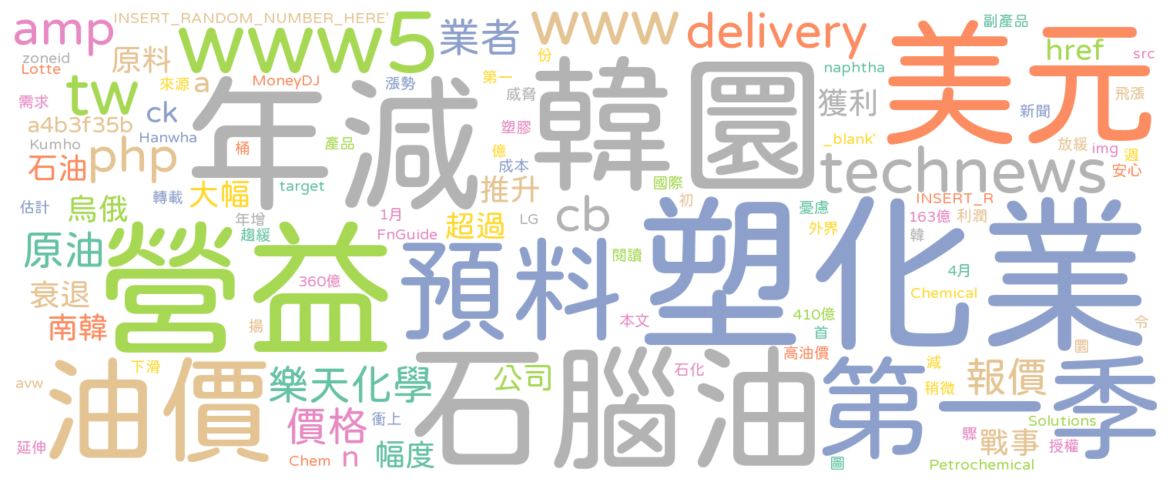 amp
INSERT_RANDOM_NUMBER_HERE'
www5
業者
www
delivery
美元
副產品
href
src
zoneid
Lotte
原料
來源
a
MoneyDJ
漲勢
第一
份
威脅
韓圜
naphtha
獲利
新聞
飛漲
需求
tw
ck
年減
塑膠
technews
_blank'
放緩
img
週
安心
a4b3f35b
Kumho
Hanwha
php
桶
產品
億
成本
石油
轉載
大幅
target
推升
國際
初
憂慮
INSERT_R
163億
利潤
估計
烏俄
年增
趨緩
1月
FnGuide
超過
LG
cb
外界
韓
原油
營益
預料
閱讀
塑化業
4月
360億
Chemical
衰退
南韓
揚
本文
410億
首
令
圜
油價
下滑
樂天化學
石腦油
公司
石化
高油價
第一季
減
報價
稍微
avw
價格
衝上
Solutions
延伸
Chem
n
幅度
圖
驟
戰事
授權
Petrochemical